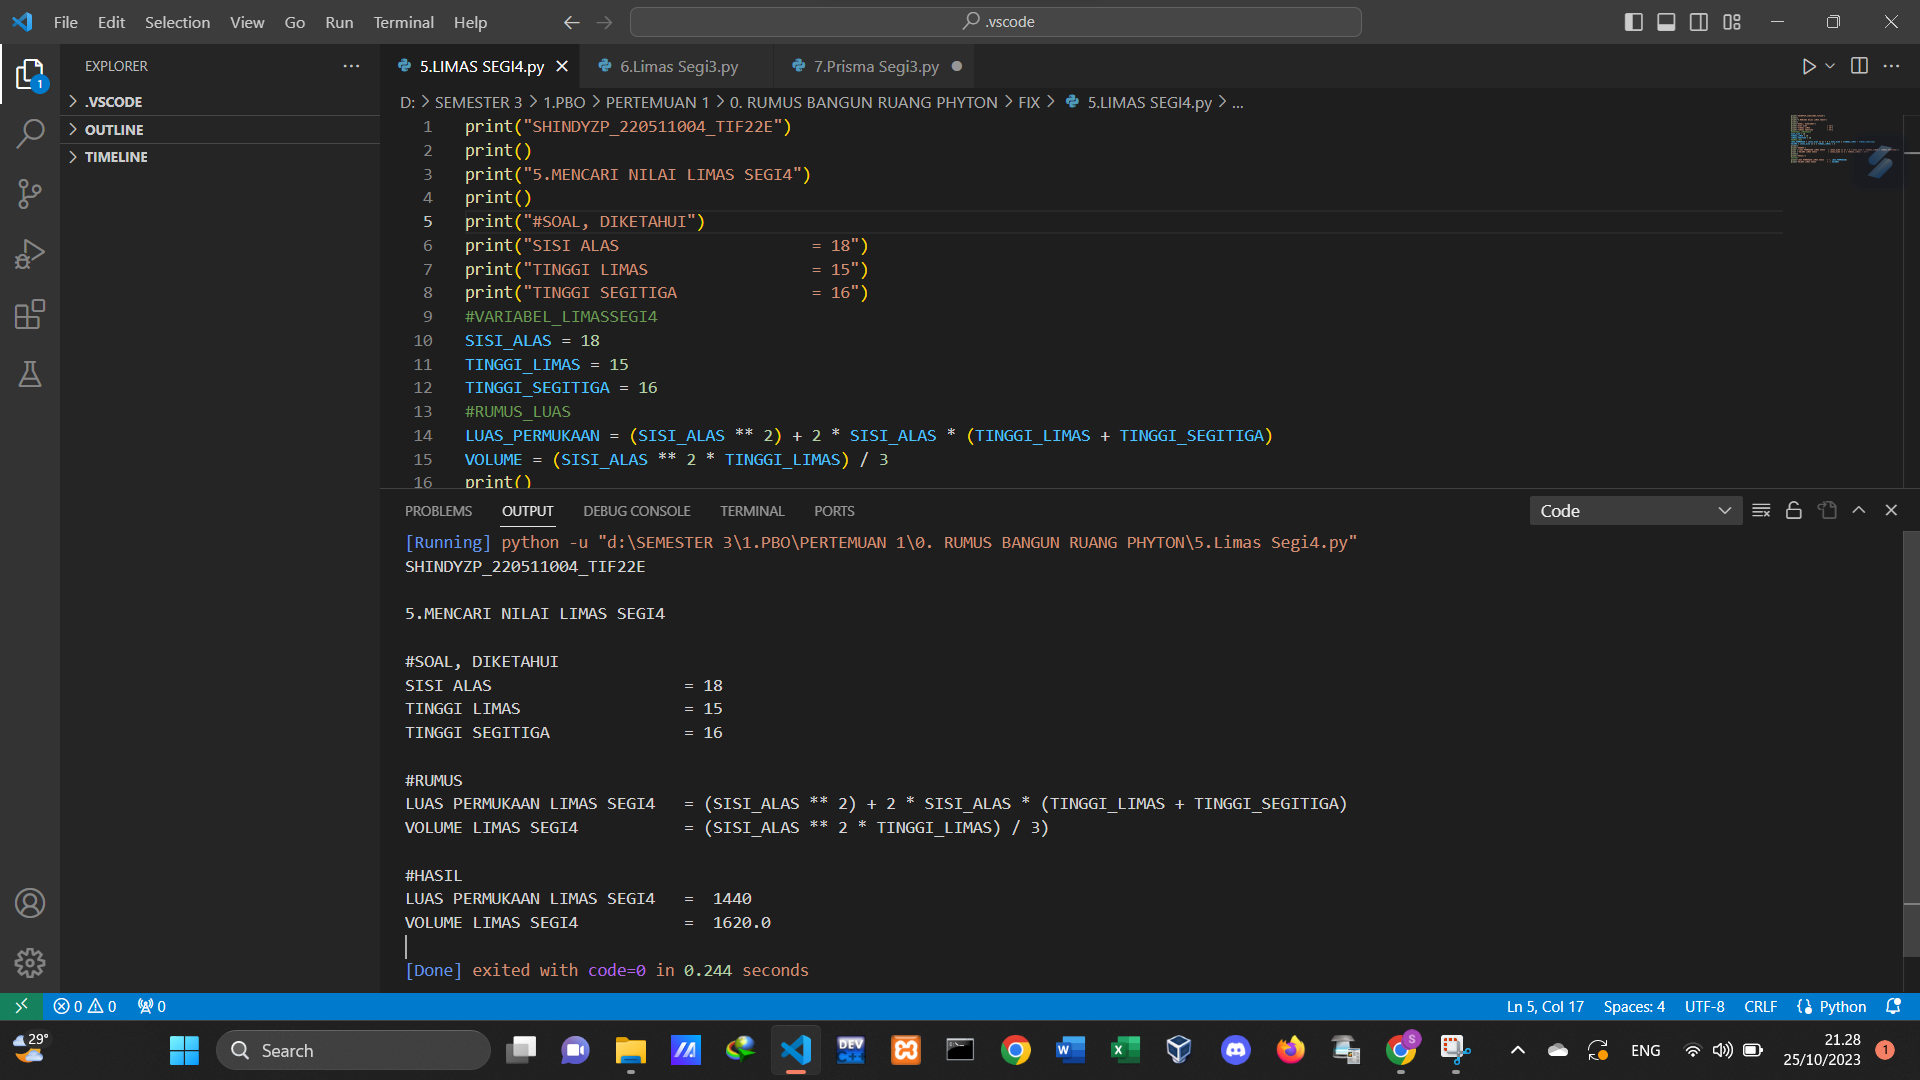 File Edit Selection View Go Run Terminal Help
.vscode
EXPLORER
.VSCODE
OUTLINE
TIMELINE
1
5.LIMAS SEGI4.py
6.Limas Segi3.py
7.Prisma Segi3.py
D: > SEMESTER 3 > 1.PBO > PERTEMUAN 1 > 0. RUMUS BANGUN RUANG PHYTON > FIX > 5.LIMAS SEGI4.py > ...
1 print("SHINDYZP_220511004_TIF22E")
2 print()
3 print("5.MENCARI NILAI LIMAS SEGI4")
4 print()
5 print("#SOAL, DIKETAHUI")
6 print("SISI ALAS                    = 18")
7 print("TINGGI LIMAS                 = 15")
8 print("TINGGI SEGITIGA              = 16")
9 #VARIABEL_LIMASSEGI4
10 SISI_ALAS = 18
11 TINGGI_LIMAS = 15
12 TINGGI_SEGITIGA = 16
13 #RUMUS_LUAS
14 LUAS_PERMUKAAN = (SISI_ALAS ** 2) + 2 * SISI_ALAS * (TINGGI_LIMAS + TINGGI_SEGITIGA)
15 VOLUME = (SISI_ALAS ** 2 * TINGGI_LIMAS) / 3
16 print()
PROBLEMS OUTPUT DEBUG CONSOLE TERMINAL PORTS
Code
[Running] python -u "d:\SEMESTER 3\1.PBO\PERTEMUAN 1\0. RUMUS BANGUN RUANG PHYTON\5.Limas Segi4.py"
SHINDYZP_220511004_TIF22E
5.MENCARI NILAI LIMAS SEGI4
#SOAL, DIKETAHUI
SISI ALAS                    = 18
TINGGI LIMAS                 = 15
TINGGI SEGITIGA              = 16
#RUMUS
LUAS PERMUKAAN LIMAS SEGI4   = (SISI_ALAS ** 2) + 2 * SISI_ALAS * (TINGGI_LIMAS + TINGGI_SEGITIGA)
VOLUME LIMAS SEGI4           = (SISI_ALAS ** 2 * TINGGI_LIMAS) / 3)
#HASIL
LUAS PERMUKAAN LIMAS SEGI4   =  1440
VOLUME LIMAS SEGI4           =  1620.0
[Done] exited with code=0 in 0.244 seconds
0 0 0
Ln 5, Col 17 Spaces: 4 UTF-8 CRLF Python
29°
Search
DEV C++
S
ENG
21.28
25/10/2023
1